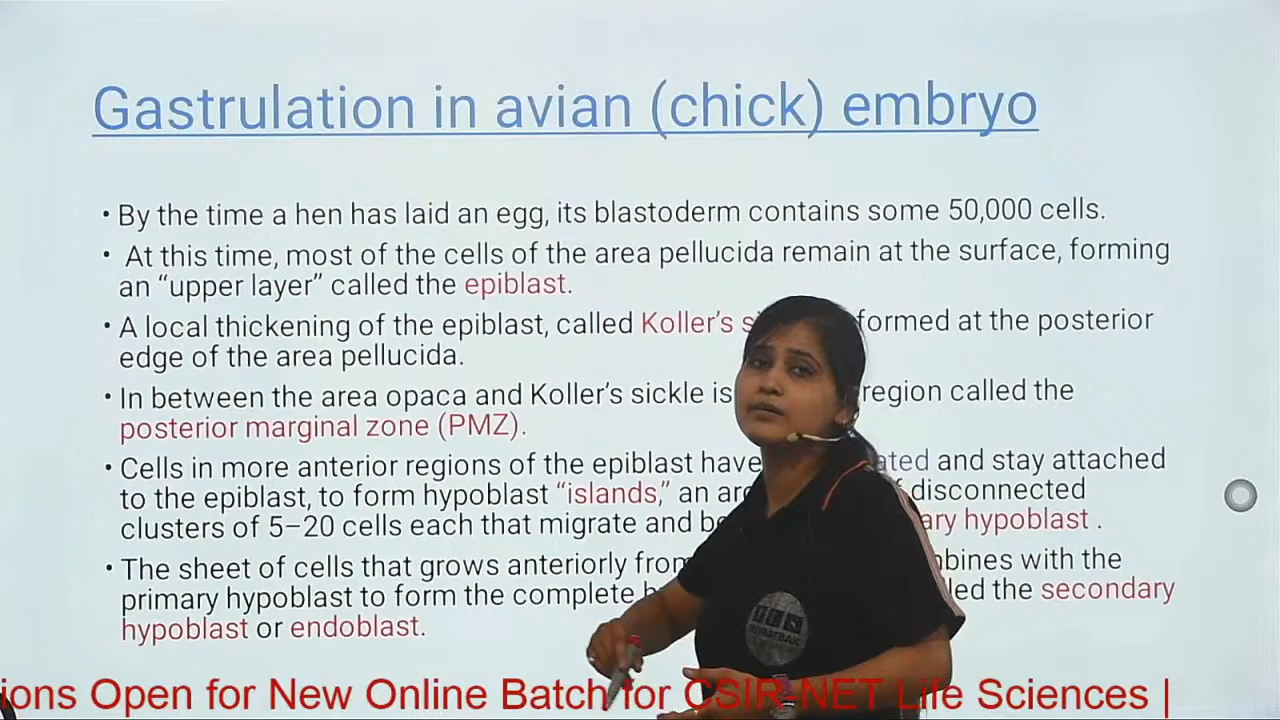 Gastrulation in avian (chick) embryo
• By the time a hen has laid an egg, its blastoderm contains some 50,000 cells.
• At this time, most of the cells of the area pellucida remain at the surface, forming
an “upper layer” called the epiblast.
• A local thickening of the epiblast, called Koller’s formed at the posterior
edge of the area pellucida.
• In between the area opaca and Koller’s sickle is region called the
posterior marginal zone (PMZ).
• Cells in more anterior regions of the epiblast have and stay attached
to the epiblast, to form hypoblast “islands,” an disconnected
clusters of 5–20 cells each that migrate and hypoblast .
• The sheet of cells that grows anteriorly from with the
primary hypoblast to form the complete the secondary
hypoblast or endoblast.
Open for New Online Batch for CSIR-NET Life Sciences |